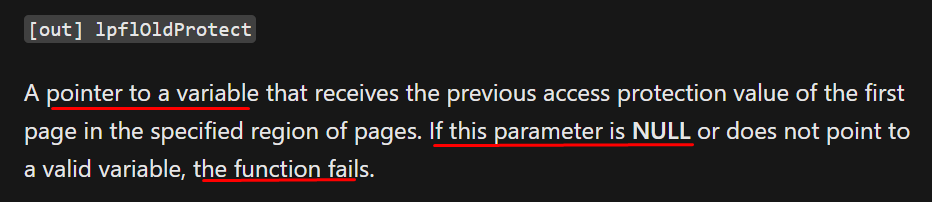 [out] lpflOldProtect
A pointer to a variable that receives the previous access protection value of the first
page in the specified region of pages. If this parameter is NULL or does not point to
a valid variable, the function fails.